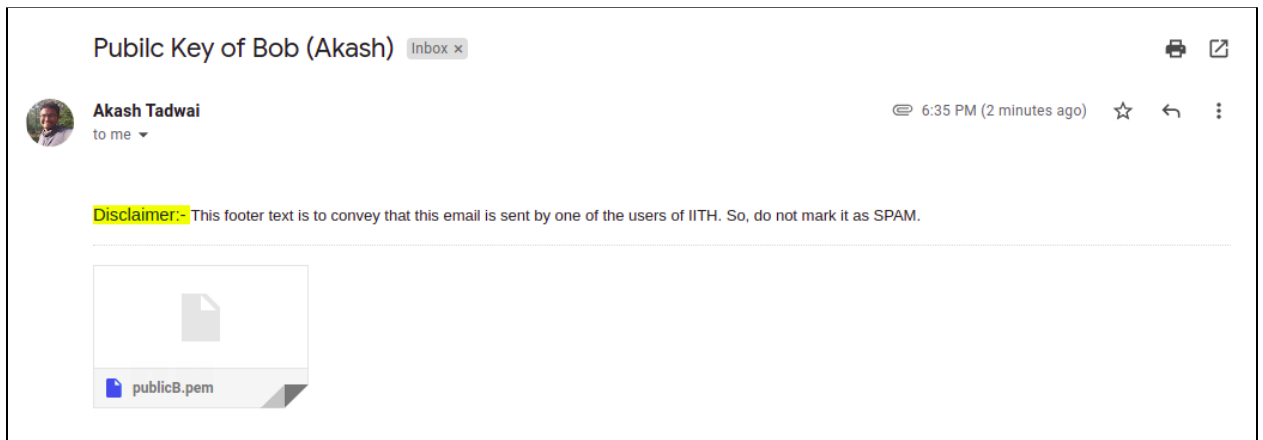 Pubilc Key of Bob (Akash) Inbox ×
Akash Tadwai 6:35 PM (2 minutes ago)
to me
Disclaimer:- This footer text is to convey that this email is sent by one of the users of IITH. So, do not mark it as SPAM.
publicB.pem